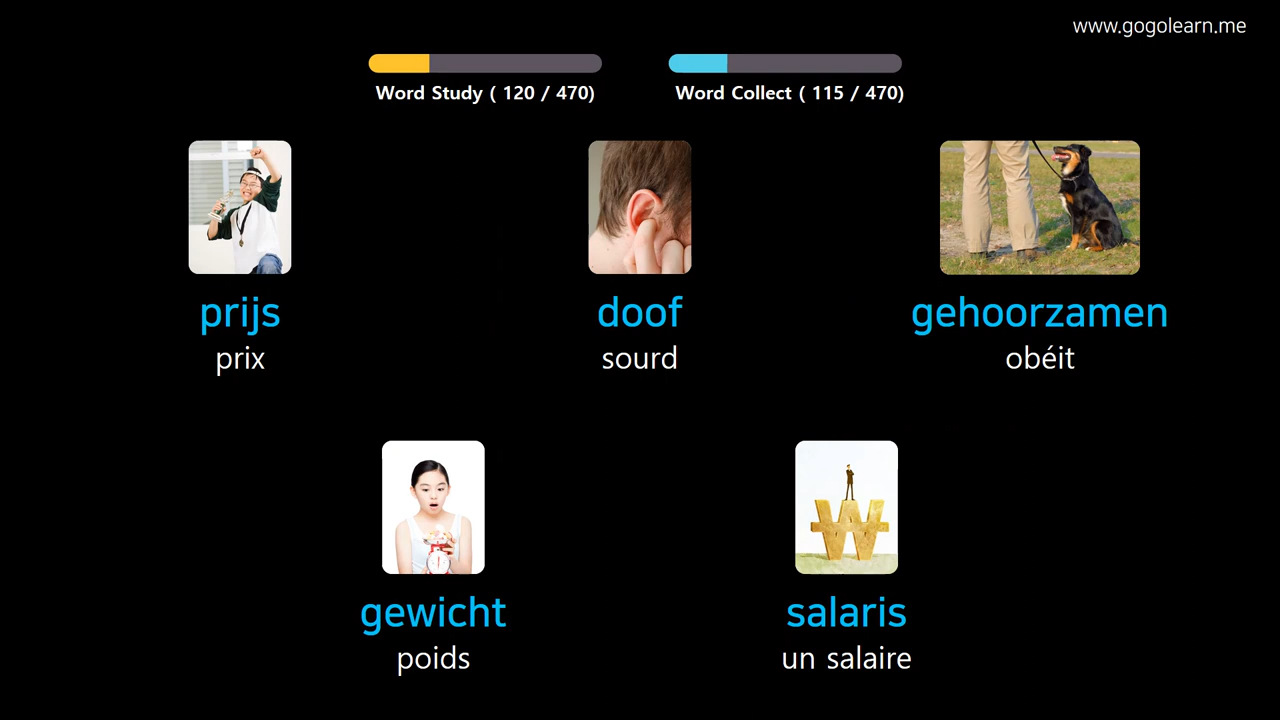 www.gogolearn.me
Word Study ( 120 / 470)
Word Collect ( 115 / 470)
prijs
prix
doof
sourd
gehoorzamen
obéit
gewicht
poids
salaris
un salaire